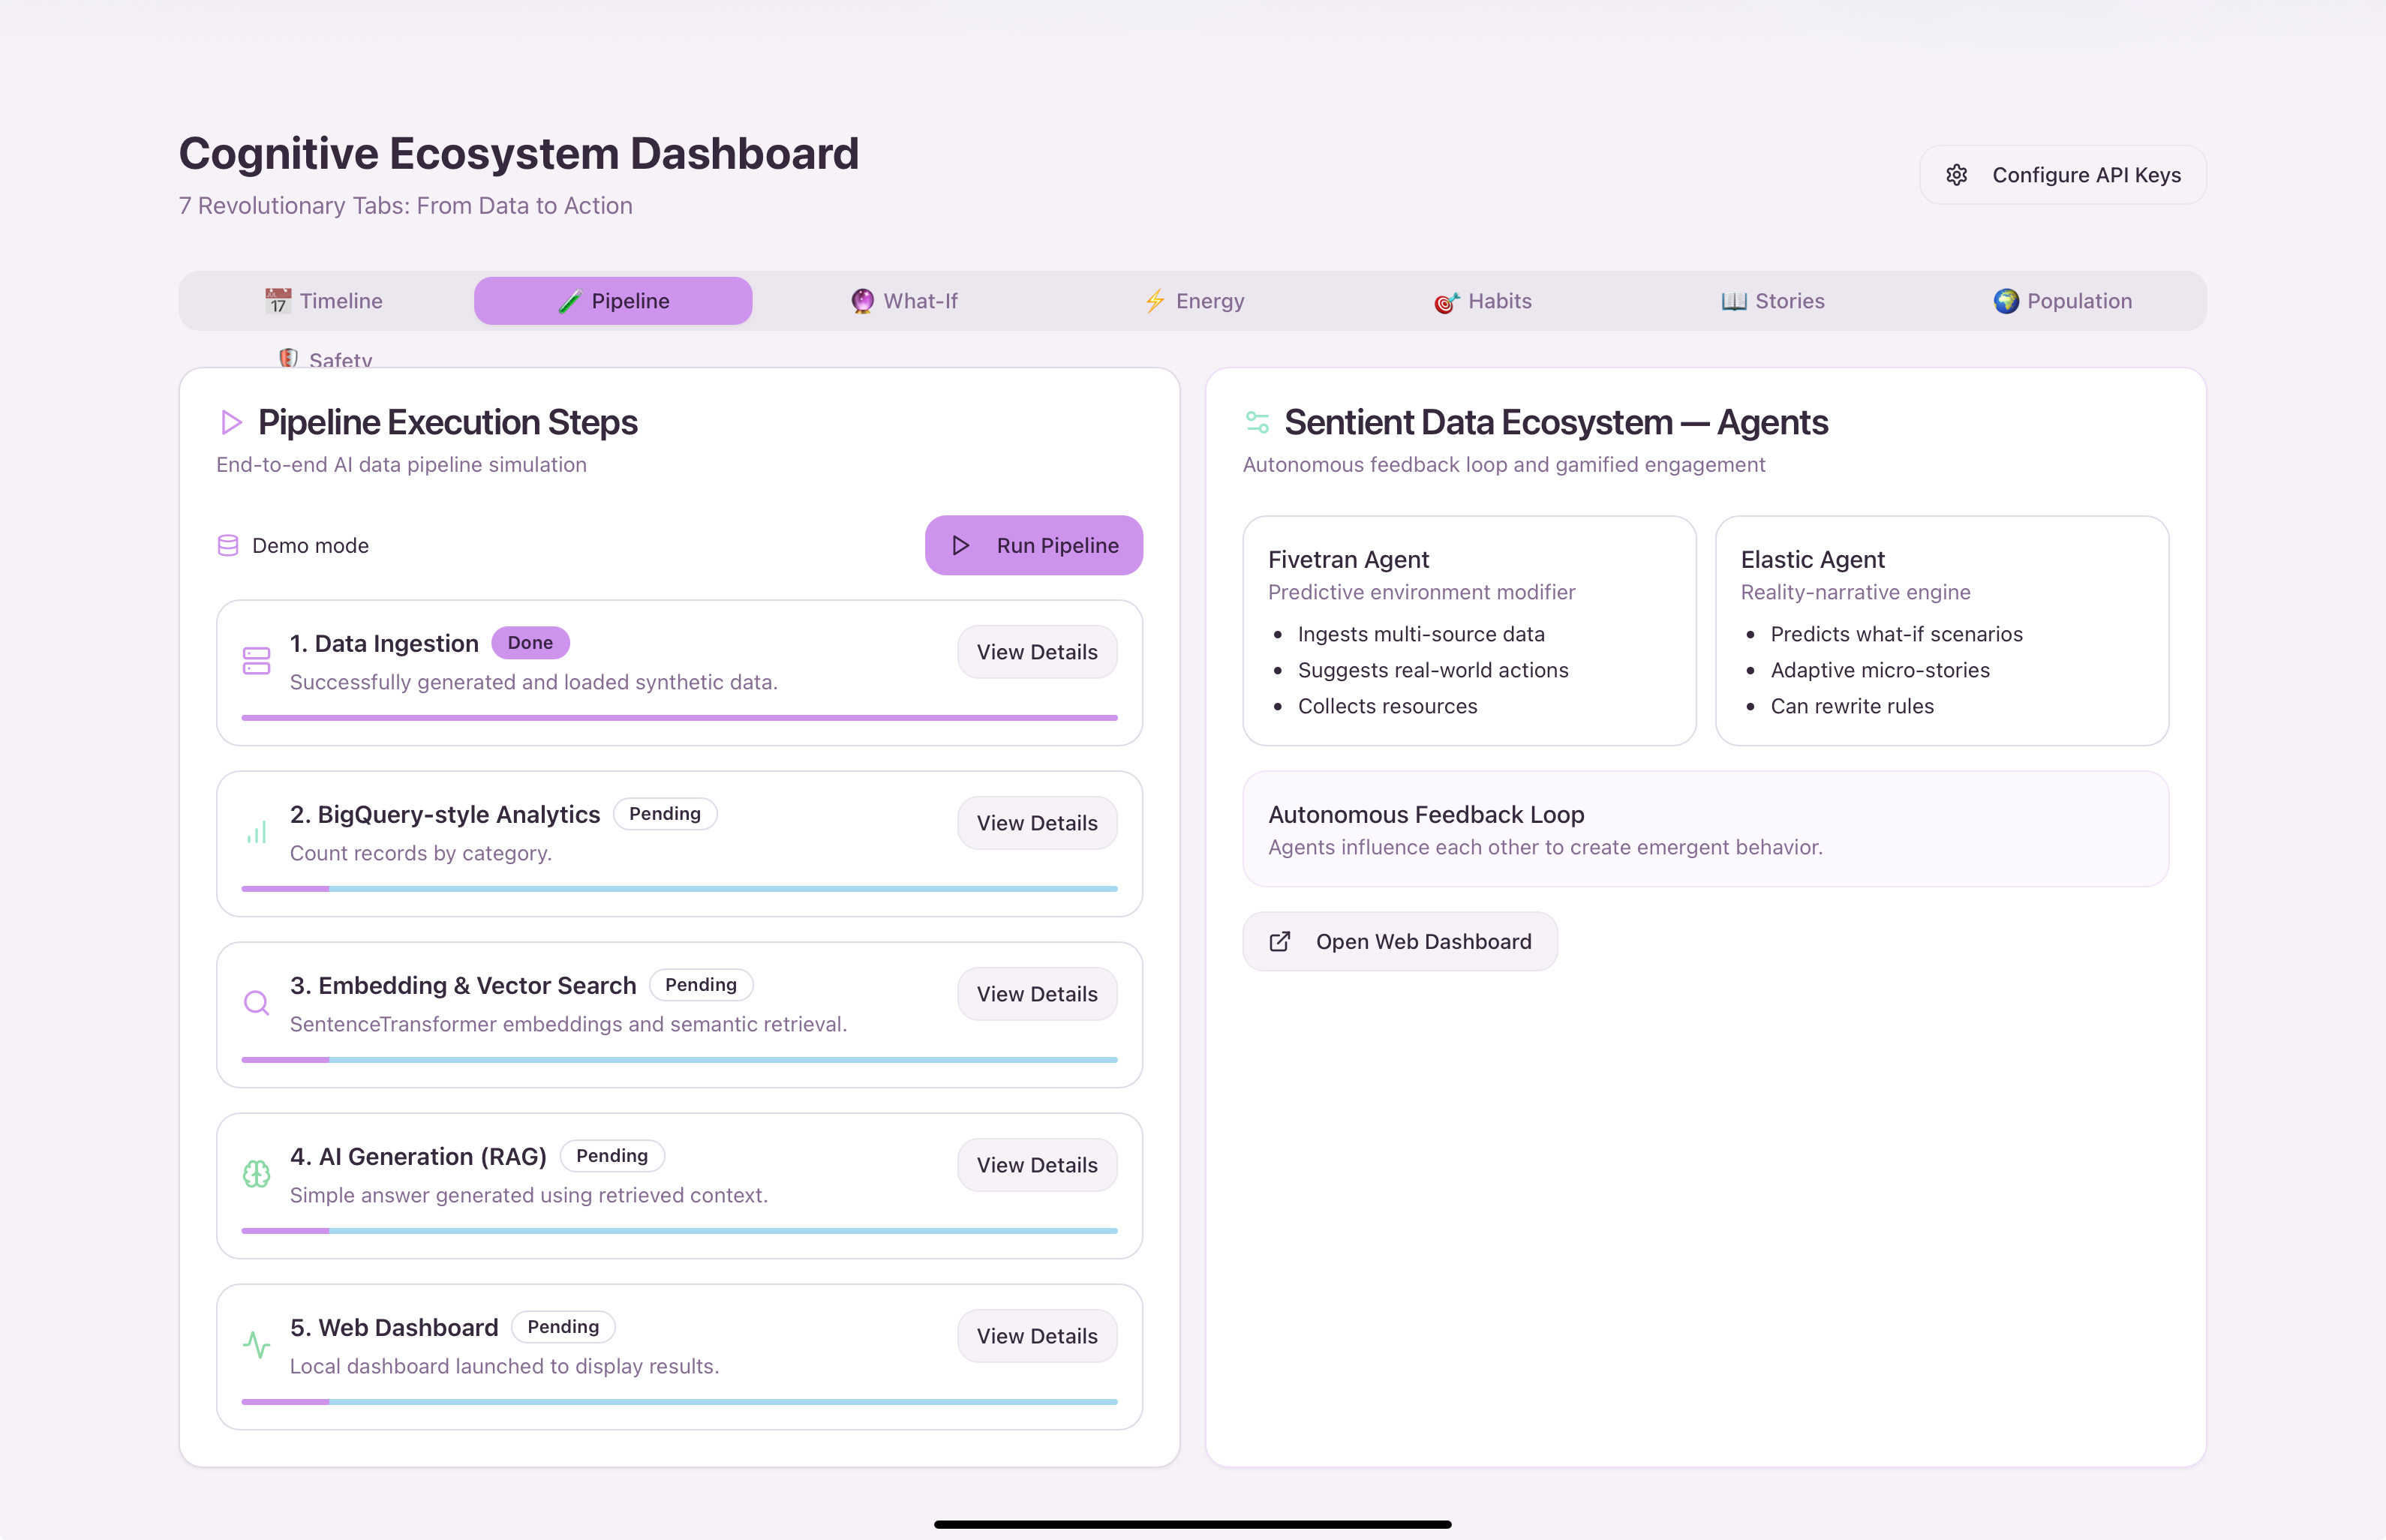 Cognitive Ecosystem Dashboard
7 Revolutionary Tabs: From Data to Action
Configure API Keys
17 Timeline
Pipeline
What-If
Energy
Habits
Stories
Population
Safety
Pipeline Execution Steps
End-to-end AI data pipeline simulation
Demo mode
Run Pipeline
1. Data Ingestion Done
Successfully generated and loaded synthetic data.
View Details
2. BigQuery-style Analytics Pending
Count records by category.
View Details
3. Embedding & Vector Search Pending
SentenceTransformer embeddings and semantic retrieval.
View Details
4. AI Generation (RAG) Pending
Simple answer generated using retrieved context.
View Details
5. Web Dashboard Pending
Local dashboard launched to display results.
View Details
Sentient Data Ecosystem — Agents
Autonomous feedback loop and gamified engagement
Fivetran Agent
Predictive environment modifier
• Ingests multi-source data
• Suggests real-world actions
• Collects resources
Elastic Agent
Reality-narrative engine
• Predicts what-if scenarios
• Adaptive micro-stories
• Can rewrite rules
Autonomous Feedback Loop
Agents influence each other to create emergent behavior.
Open Web Dashboard